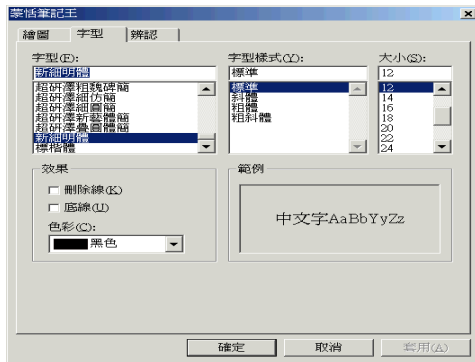 蒙恬筆記王
繪圖 字型 辨認
字型(F): 字型樣式(Y): 大小(S):
新細明體 標準 12
超研澤粗魏碑簡 標準 12
超研澤細仿簡 斜體 14
超研澤細圓簡 粗體 16
超研澤新藝體簡 粗斜體 18
超研澤疊圓體簡 20
新細明體 22
標楷體 24
效果 範例
刪除線(K)
底線(U)
色彩(C):
黑色
中文字AaBbYyZz
確定 取消 套用(A)